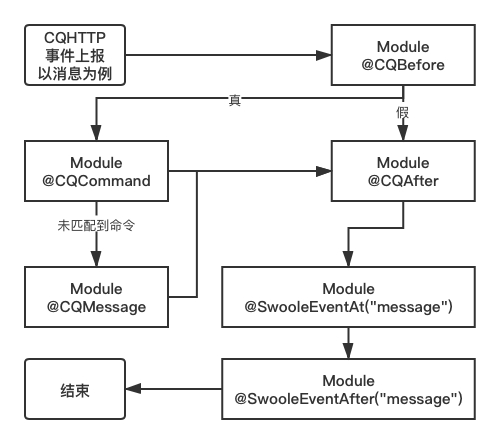 CQHTTP
事件上报
以消息为例
Module
@CQBefore
真
假
Module
@CQCommand
Module
@CQAfter
未匹配到命令
Module
@CQMessage
Module
@SwooleEventAt("message")
结束
Module
@SwooleEventAfter("message")